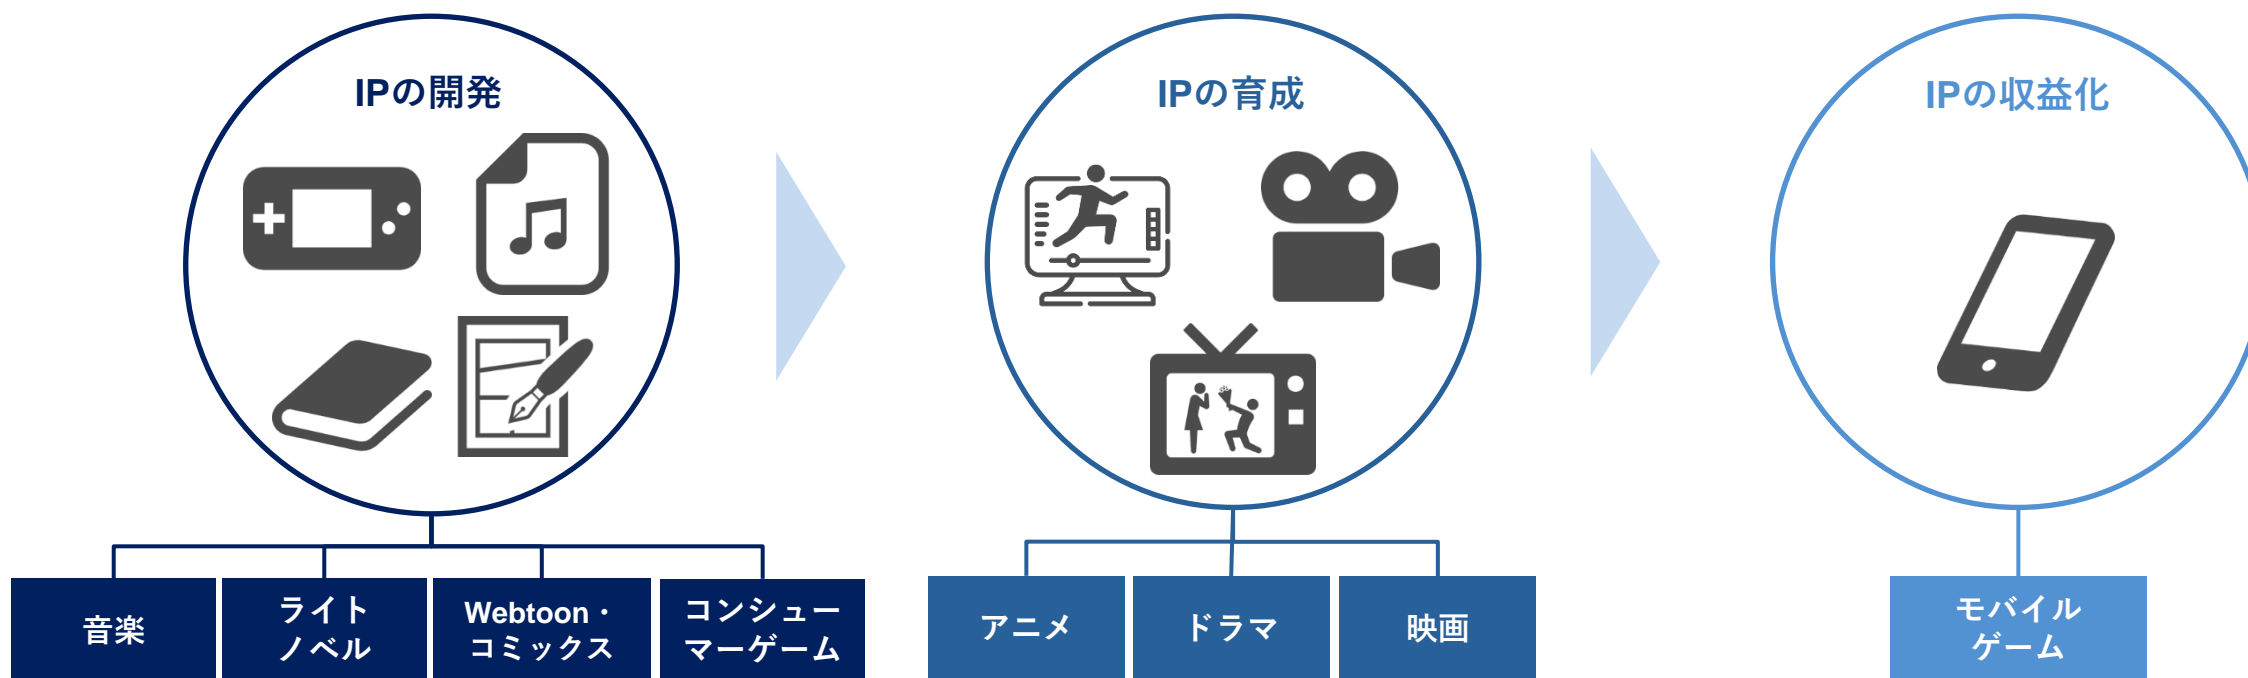 IPの開発
IPの育成
IPの収益化
音楽
ライト
ノベル
Webtoon・
コミックス
コンシュー
マーゲーム
アニメ
ドラマ
映画
モバイル
ゲーム